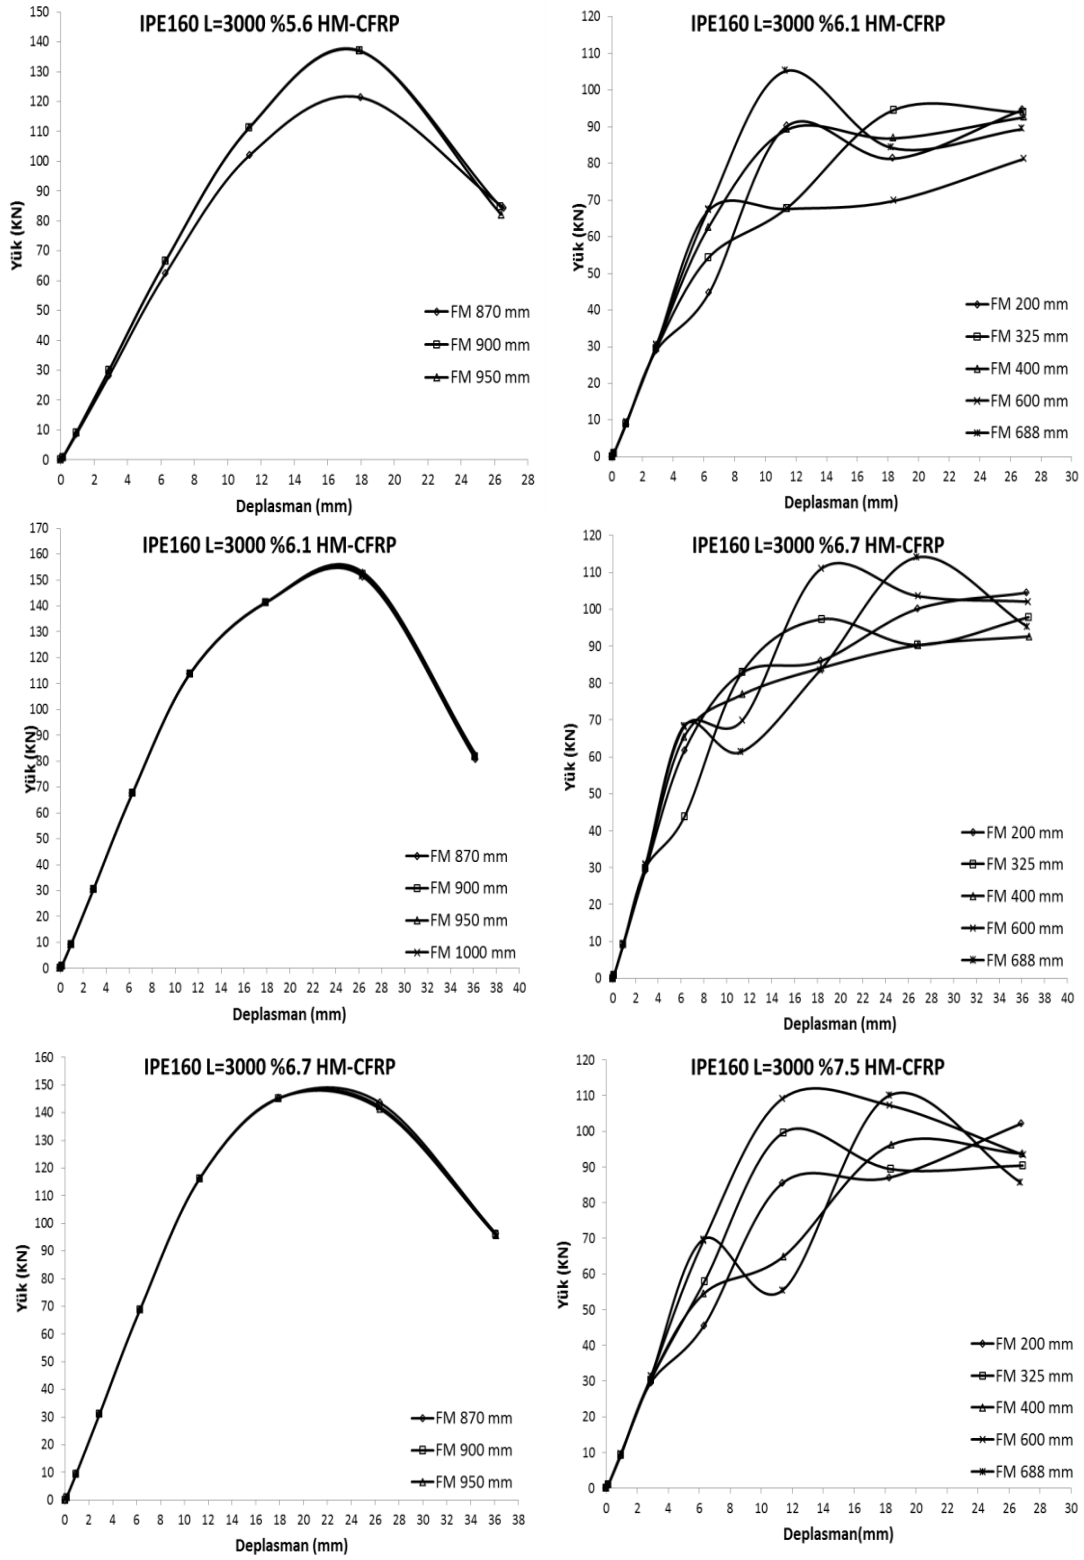 IPE160 L=3000 %5.6 HM-CFRP
150
140
130
120
110
100
90
80
70
60
50
40
30
20
10
0
Yük (KN)
FM 870 mm
FM 900 mm
FM 950 mm
0 2 4 6 8 10 12 14 16 18 20 22 24 26 28
Deplasman (mm)
IPE160 L=3000 %6.1 HM-CFRP
120
110
100
90
80
70
60
50
40
30
20
10
0
Yük (KN)
FM 200 mm
FM 325 mm
FM 400 mm
FM 600 mm
FM 688 mm
0 2 4 6 8 10 12 14 16 18 20 22 24 26 28 30
Deplasman (mm)
IPE160 L=3000 %6.1 HM-CFRP
170
160
150
140
130
120
110
100
90
80
70
60
50
40
30
20
10
0
Yük (KN)
FM 870 mm
FM 900 mm
FM 950 mm
FM 1000 mm
0 2 4 6 8 10 12 14 16 18 20 22 24 26 28 30 32 34 36 38 40
Deplasman (mm)
IPE160 L=3000 %6.7 HM-CFRP
120
110
100
90
80
70
60
50
40
30
20
10
0
Yük (KN)
FM 200 mm
FM 325 mm
FM 400 mm
FM 600 mm
FM 688 mm
0 2 4 6 8 10 12 14 16 18 20 22 24 26 28 30 32 34 36 38 40
Deplasman (mm)
IPE160 L=3000 %6.7 HM-CFRP
160
150
140
130
120
110
100
90
80
70
60
50
40
30
20
10
0
Yük (KN)
FM 870 mm
FM 900 mm
FM 950 mm
0 2 4 6 8 10 12 14 16 18 20 22 24 26 28 30 32 34 36 38
Deplasman (mm)
IPE160 L=3000 %7.5 HM-CFRP
120
110
100
90
80
70
60
50
40
30
20
10
0
Yük (KN)
FM 200 mm
FM 325 mm
FM 400 mm
FM 600 mm
FM 688 mm
0 2 4 6 8 10 12 14 16 18 20 22 24 26 28 30
Deplasman(mm)